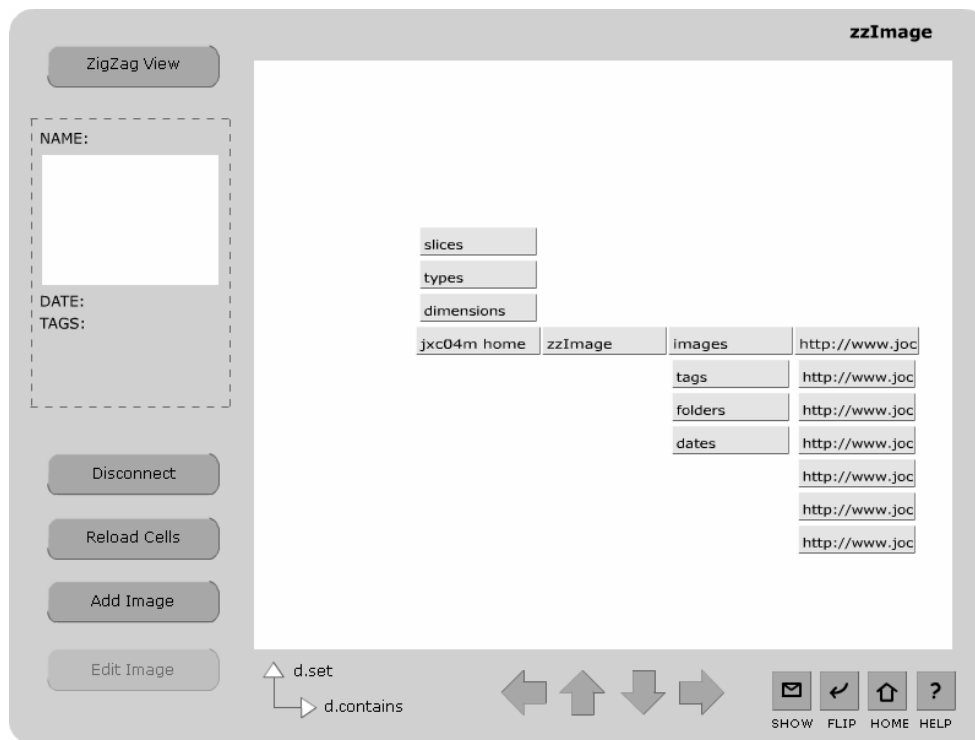 zzImage
ZigZag View
NAME:
DATE:
TAGS:
Disconnect
Reload Cells
Add Image
Edit Image
slices
types
dimensions
jxc04m home zzImage images http://www.joc
tags http://www.joc
folders http://www.joc
dates http://www.joc
http://www.joc
http://www.joc
http://www.joc
d.set
d.contains
?
SHOW FLIP HOME HELP